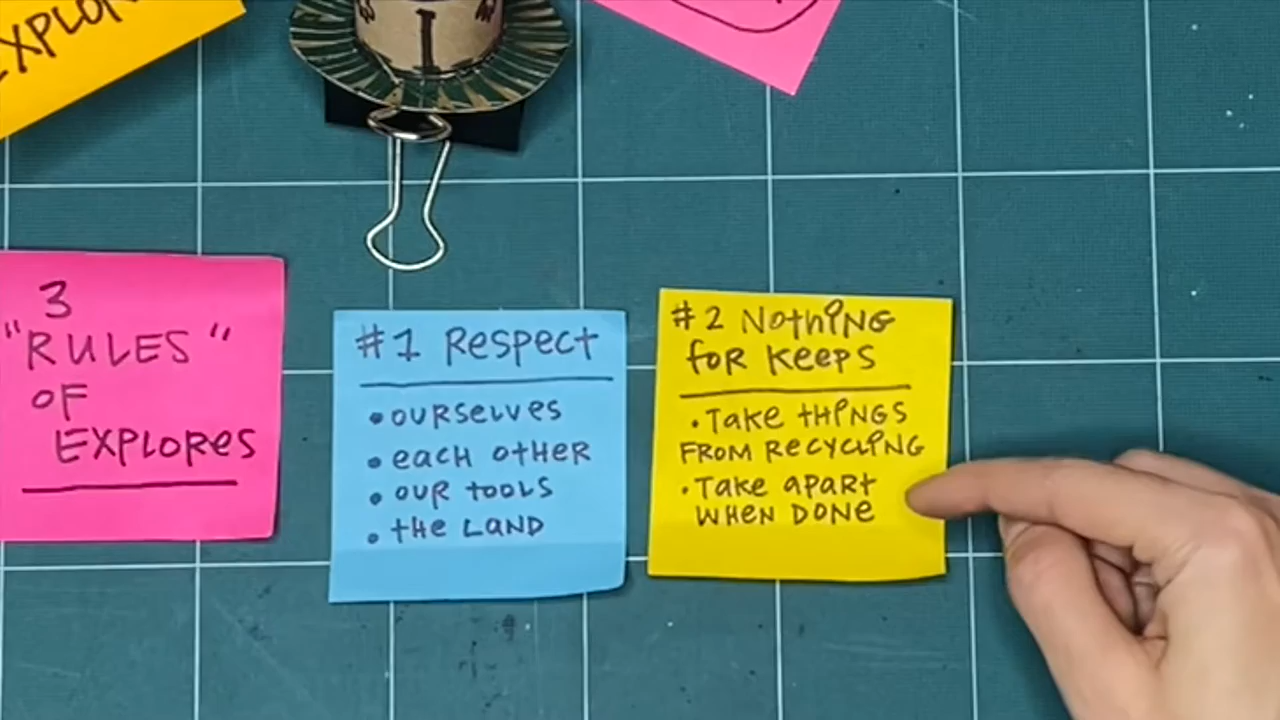 EXPLOR
I
3
"RULES"
OF
EXPLORES
#1 Respect
• OURSELVES
• EACH OTHER
• OUR TOOLS
• THE LAND
#2 NOTHING
FOR KEEPS
• TAKE THINGS
FROM RECYCLING
• TAKE APART
WHEN DONE